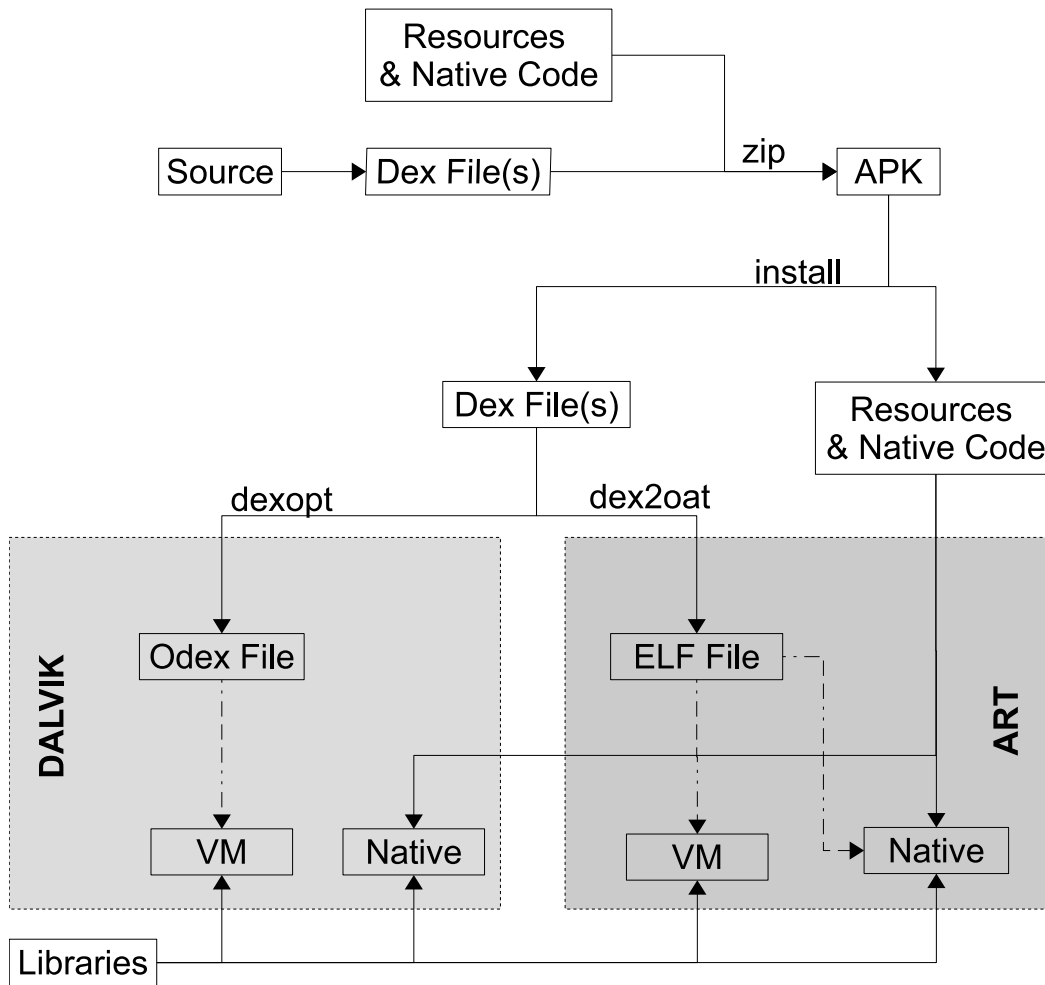 Resources
& Native Code
Source
Dex File(s)
zip
APK
install
Dex File(s)
Resources
& Native Code
dexopt
dex2oat
DALVIK
Odex File
ELF File
ART
VM
Native
VM
Native
Libraries